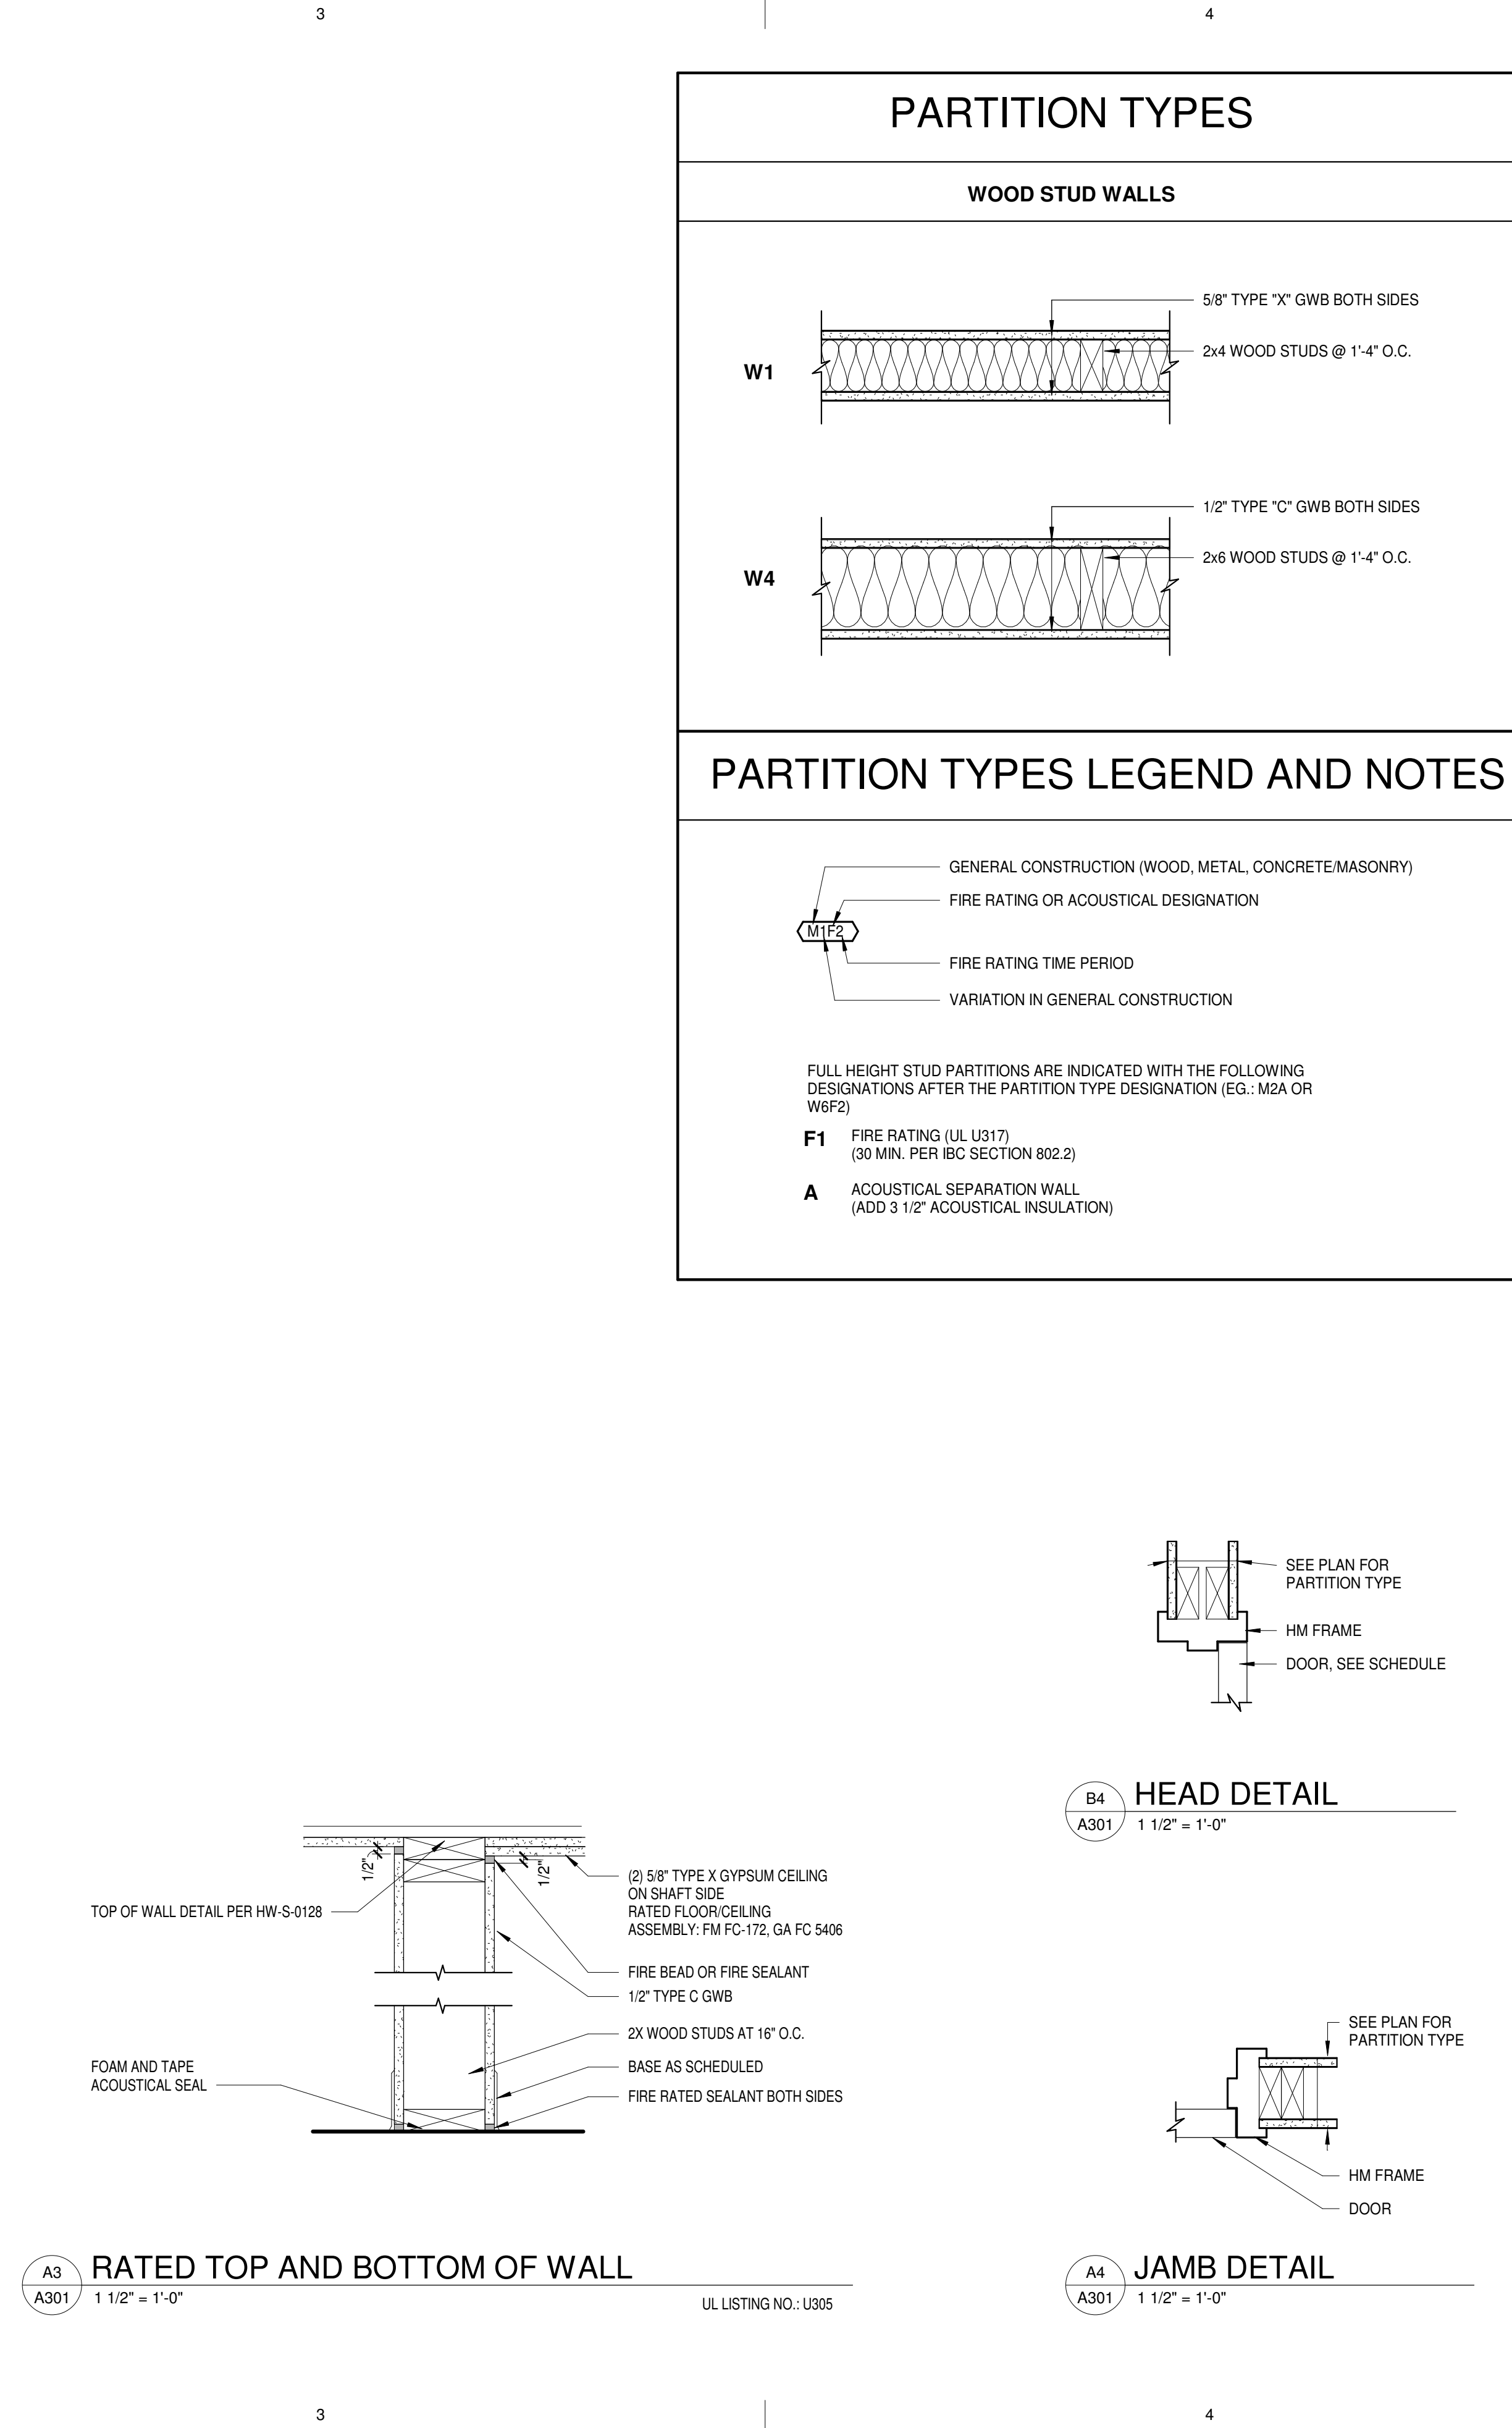 3
4
PARTITION TYPES
WOOD STUD WALLS
5/8" TYPE "X" GWB BOTH SIDES
2x4 WOOD STUDS @ 1'-4" O.C.
W1
1/2" TYPE "C" GWB BOTH SIDES
2x6 WOOD STUDS @ 1'-4" O.C.
W4
PARTITION TYPES LEGEND AND NOTES
GENERAL CONSTRUCTION (WOOD, METAL, CONCRETE/MASONRY)
FIRE RATING OR ACOUSTICAL DESIGNATION
M1F2
FIRE RATING TIME PERIOD
VARIATION IN GENERAL CONSTRUCTION
FULL HEIGHT STUD PARTITIONS ARE INDICATED WITH THE FOLLOWING
DESIGNATIONS AFTER THE PARTITION TYPE DESIGNATION (EG.: M2A OR
W6F2)
F1 FIRE RATING (UL U317)
(30 MIN. PER IBC SECTION 802.2)
A ACOUSTICAL SEPARATION WALL
(ADD 3 1/2" ACOUSTICAL INSULATION)
SEE PLAN FOR
PARTITION TYPE
HM FRAME
DOOR, SEE SCHEDULE
B4
A301
HEAD DETAIL
1 1/2" = 1'-0"
1/2"
1/2"
TOP OF WALL DETAIL PER HW-S-0128
(2) 5/8" TYPE X GYPSUM CEILING
ON SHAFT SIDE
RATED FLOOR/CEILING
ASSEMBLY: FM FC-172, GA FC 5406
FIRE BEAD OR FIRE SEALANT
1/2" TYPE C GWB
2X WOOD STUDS AT 16" O.C.
BASE AS SCHEDULED
FIRE RATED SEALANT BOTH SIDES
FOAM AND TAPE
ACOUSTICAL SEAL
A3
A301
RATED TOP AND BOTTOM OF WALL
1 1/2" = 1'-0"
UL LISTING NO.: U305
SEE PLAN FOR
PARTITION TYPE
HM FRAME
DOOR
A4
A301
JAMB DETAIL
1 1/2" = 1'-0"
3
4